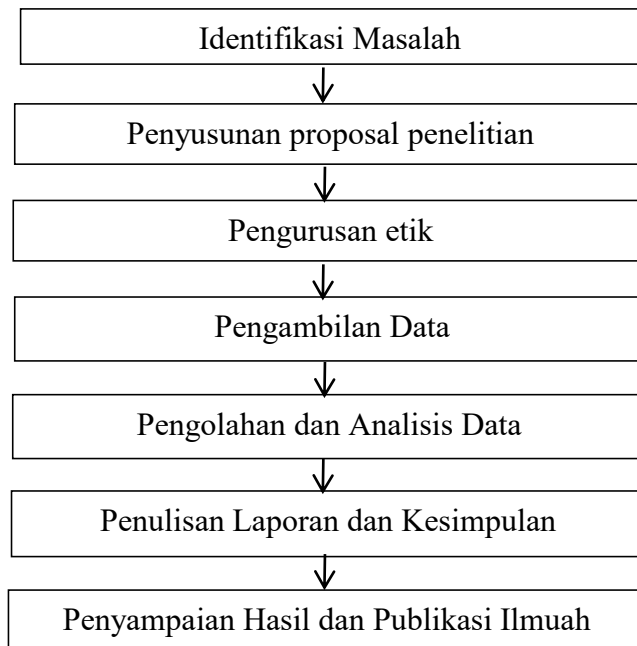 Identifikasi Masalah
Penyusunan proposal penelitian
Pengurusan etik
Pengambilan Data
Pengolahan dan Analisis Data
Penulisan Laporan dan Kesimpulan
Penyampaian Hasil dan Publikasi Ilmuah